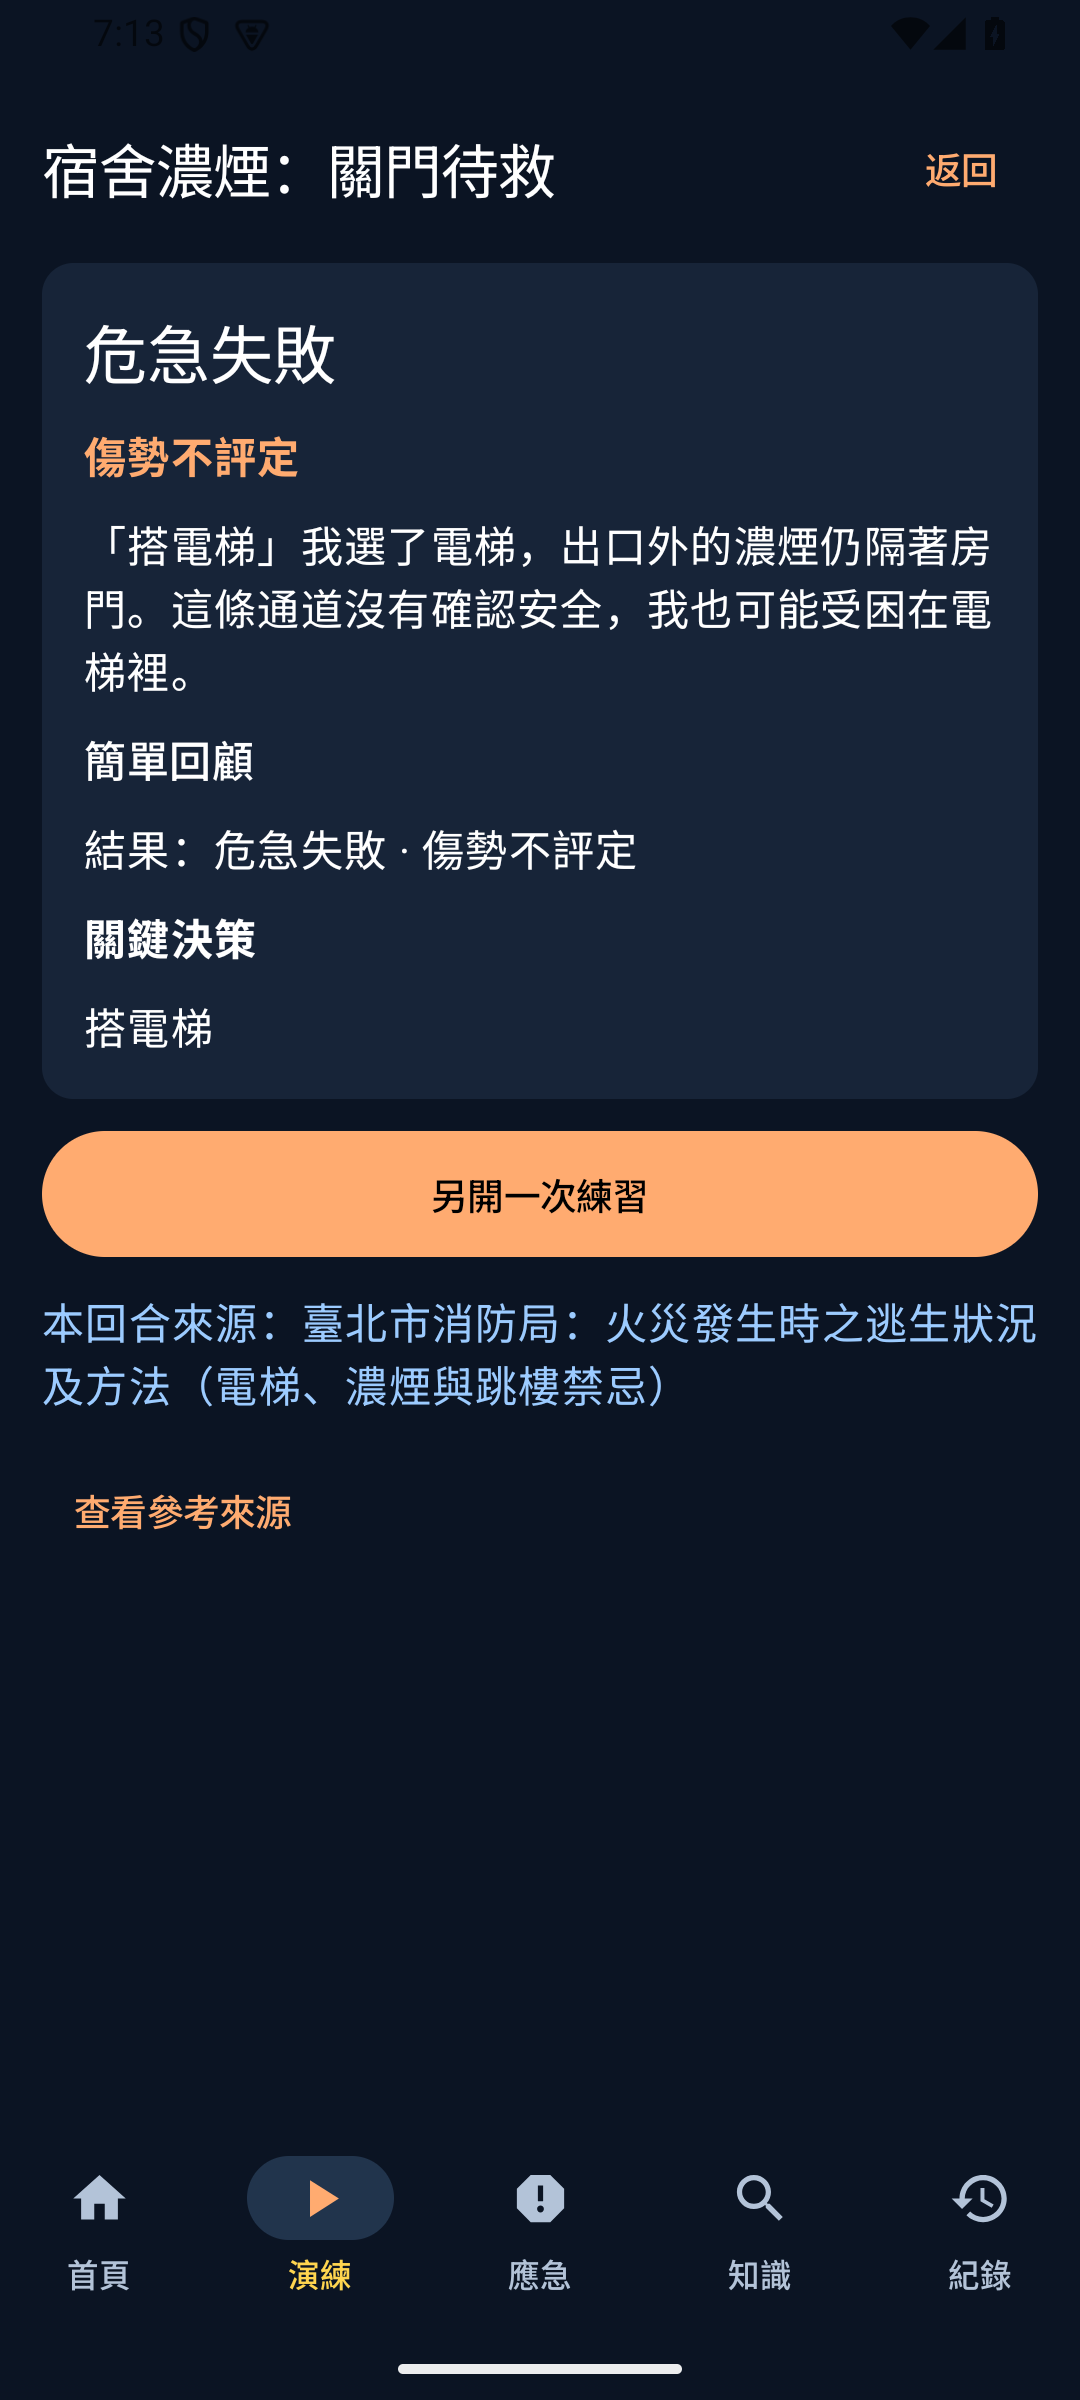 7:13
宿舍濃煙：關門待救
返回
危急失敗
傷勢不評定
「搭電梯」我選了電梯，出口外的濃煙仍隔著房
門。這條通道沒有確認安全，我也可能受困在電
梯裡。
簡單回顧
結果：危急失敗 · 傷勢不評定
關鍵決策
搭電梯
另開一次練習
本回合來源：臺北市消防局：火災發生時之逃生狀況
及方法（電梯、濃煙與跳樓禁忌）
查看參考來源
首頁
演練
應急
知識
紀錄